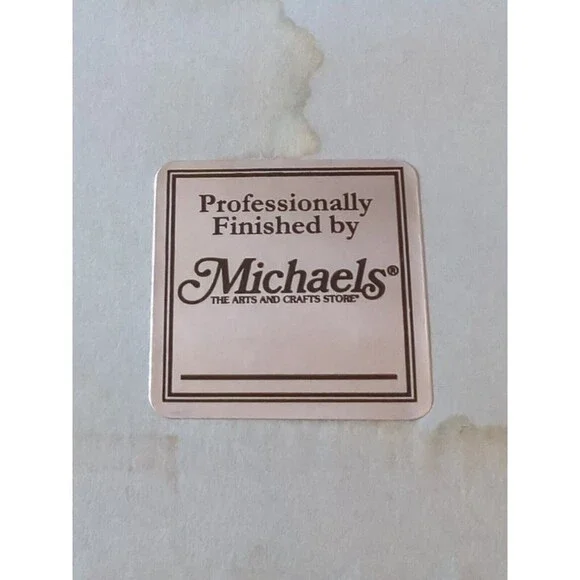 Professionally
Finished by
Michaels®
THE ARTS AND CRAFTS STORE®